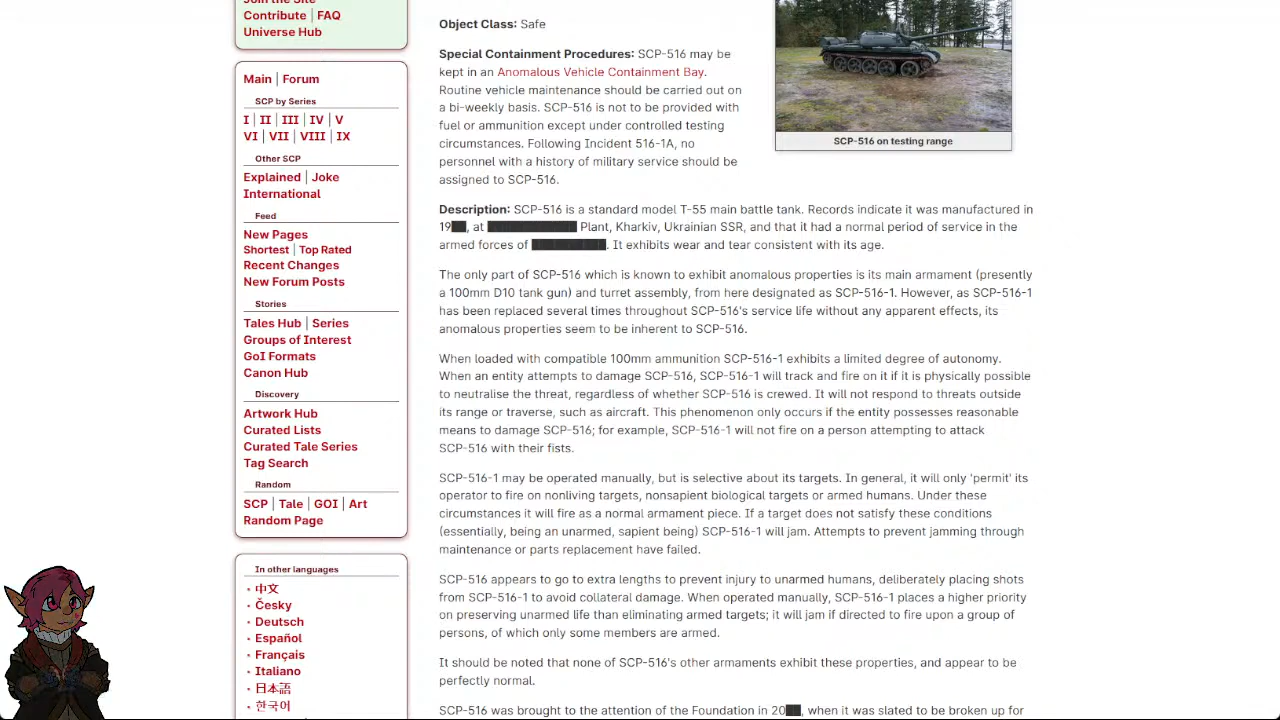 Join the Site
Contribute | FAQ
Universe Hub
Main | Forum
SCP by Series
I | II | III | IV | V
VI | VII | VIII | IX
Other SCP
Explained | Joke
International
Feed
New Pages
Shortest | Top Rated
Recent Changes
New Forum Posts
Stories
Tales Hub | Series
Groups of Interest
GoI Formats
Canon Hub
Discovery
Artwork Hub
Curated Lists
Curated Tale Series
Tag Search
Random
SCP | Tale | GOI | Art
Random Page
In other languages
中文
Česky
Deutsch
Español
Français
Italiano
日本語
한국어
Object Class: Safe
Special Containment Procedures: SCP-516 may be
kept in an Anomalous Vehicle Containment Bay.
Routine vehicle maintenance should be carried out on
a bi-weekly basis. SCP-516 is not to be provided with
fuel or ammunition except under controlled testing
circumstances. Following Incident 516-1A, no
personnel with a history of military service should be
assigned to SCP-516.
SCP-516 on testing range
Description: SCP-516 is a standard model T-55 main battle tank. Records indicate it was manufactured in
19██, at ██████████ Plant, Kharkiv, Ukrainian SSR, and that it had a normal period of service in the
armed forces of ████████. It exhibits wear and tear consistent with its age.
The only part of SCP-516 which is known to exhibit anomalous properties is its main armament (presently
a 100mm D10 tank gun) and turret assembly, from here designated as SCP-516-1. However, as SCP-516-1
has been replaced several times throughout SCP-516's service life without any apparent effects, its
anomalous properties seem to be inherent to SCP-516.
When loaded with compatible 100mm ammunition SCP-516-1 exhibits a limited degree of autonomy.
When an entity attempts to damage SCP-516, SCP-516-1 will track and fire on it if it is physically possible
to neutralise the threat, regardless of whether SCP-516 is crewed. It will not respond to threats outside
its range or traverse, such as aircraft. This phenomenon only occurs if the entity possesses reasonable
means to damage SCP-516; for example, SCP-516-1 will not fire on a person attempting to attack
SCP-516 with their fists.
SCP-516-1 may be operated manually, but is selective about its targets. In general, it will only 'permit' its
operator to fire on nonliving targets, nonsapient biological targets or armed humans. Under these
circumstances it will fire as a normal armament piece. If a target does not satisfy these conditions
(essentially, being an unarmed, sapient being) SCP-516-1 will jam. Attempts to prevent jamming through
maintenance or parts replacement have failed.
SCP-516 appears to go to extra lengths to prevent injury to unarmed humans, deliberately placing shots
from SCP-516-1 to avoid collateral damage. When operated manually, SCP-516-1 places a higher priority
on preserving unarmed life than eliminating armed targets; it will jam if directed to fire upon a group of
persons, of which only some members are armed.
It should be noted that none of SCP-516's other armaments exhibit these properties, and appear to be
perfectly normal.
SCP-516 was brought to the attention of the Foundation in 20██, when it was slated to be broken up for